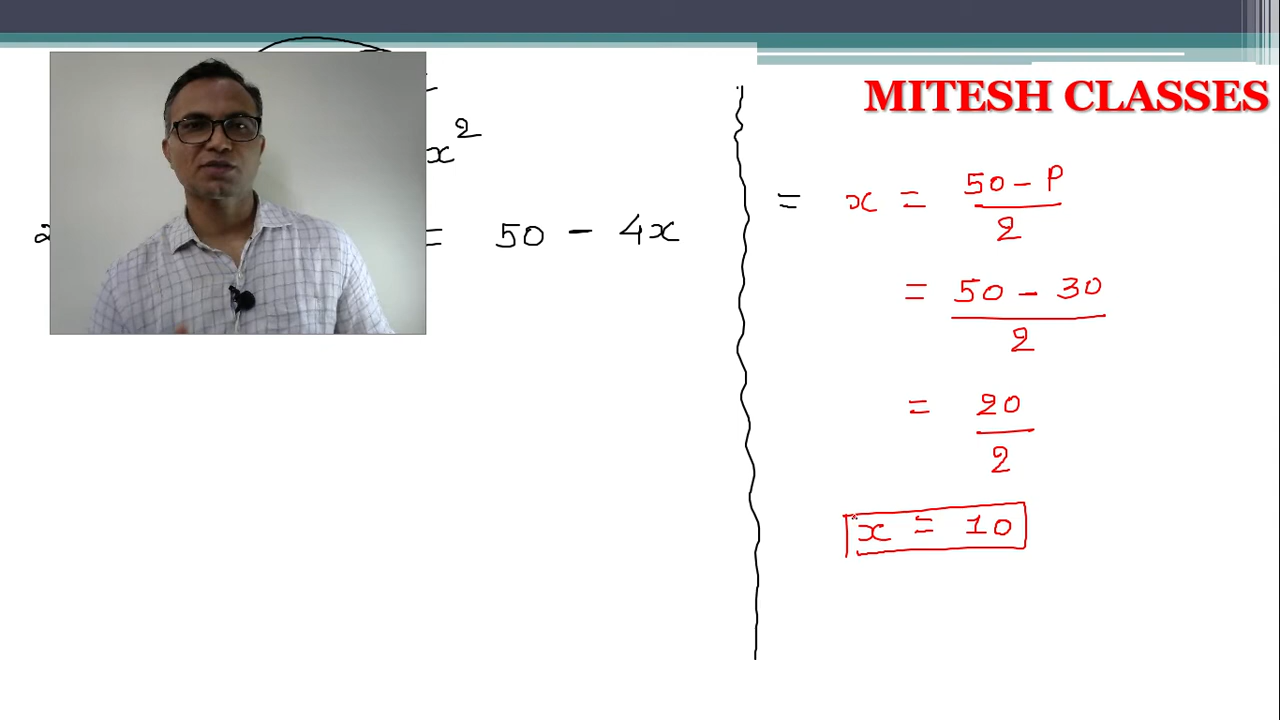 MITESH CLASSES
x²
= 50 - 4x
= x = (50 - P)/2
= (50 - 30)/2
= 20/2
x = 10